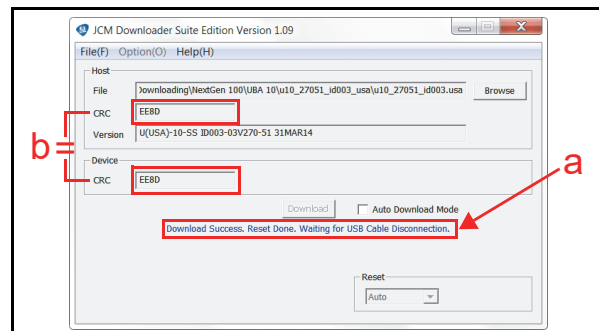 JCM Downloader Suite Edition Version 1.09
File(F) Option(O) Help(H)
Host
File Downloading\NextGen 100\UBA 10\u10_27051_id003_usa\u10_27051_id003.usa Browse
CRC EE8D
Version U(USA)-10-SS ID003-03V270-51 31MAR14
b
Device
CRC EE8D
a
Download Auto Download Mode
Download Success. Reset Done. Waiting for USB Cable Disconnection.
Reset
Auto